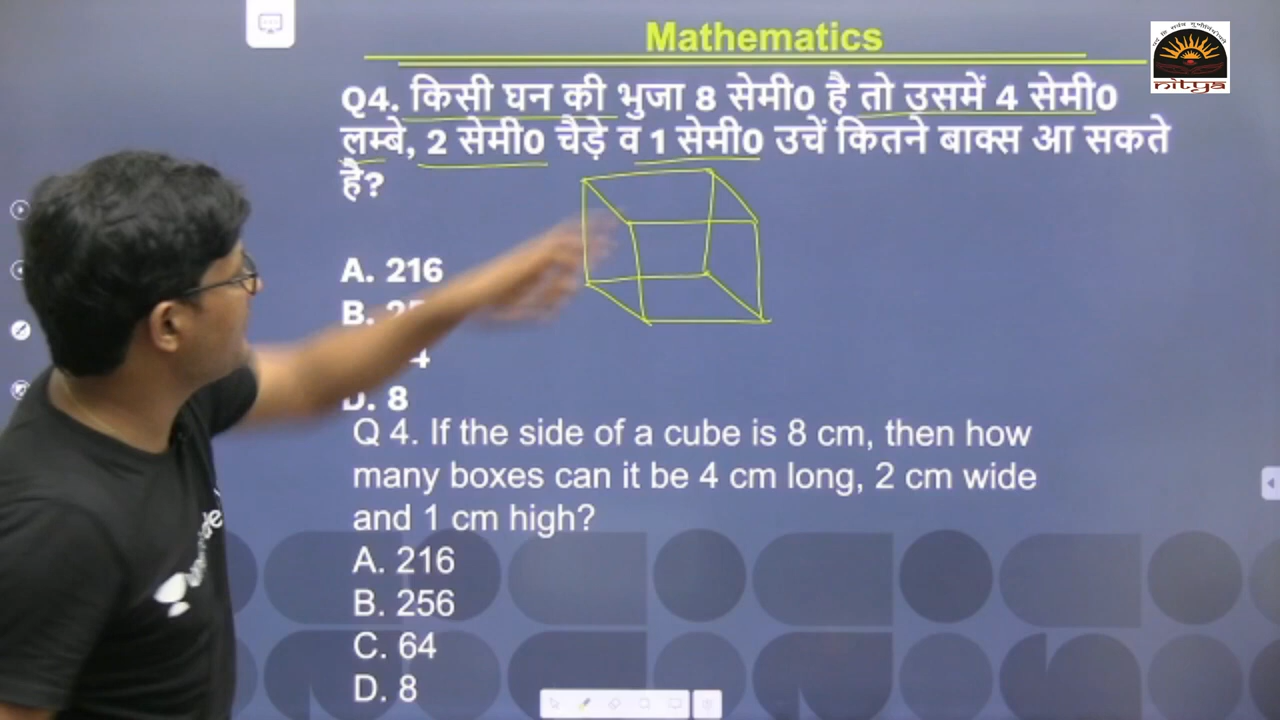 Mathematics
Q4. किसी घन की भुजा 8 सेमी0 है तो उसमें 4 सेमी0
लम्बे, 2 सेमी0 चैड़े व 1 सेमी0 उचें कितने बाक्स आ सकते
है?
A. 216
B. 25
4
D. 8
Q 4. If the side of a cube is 8 cm, then how
many boxes can it be 4 cm long, 2 cm wide
and 1 cm high?
A. 216
B. 256
C. 64
D. 8
nitya